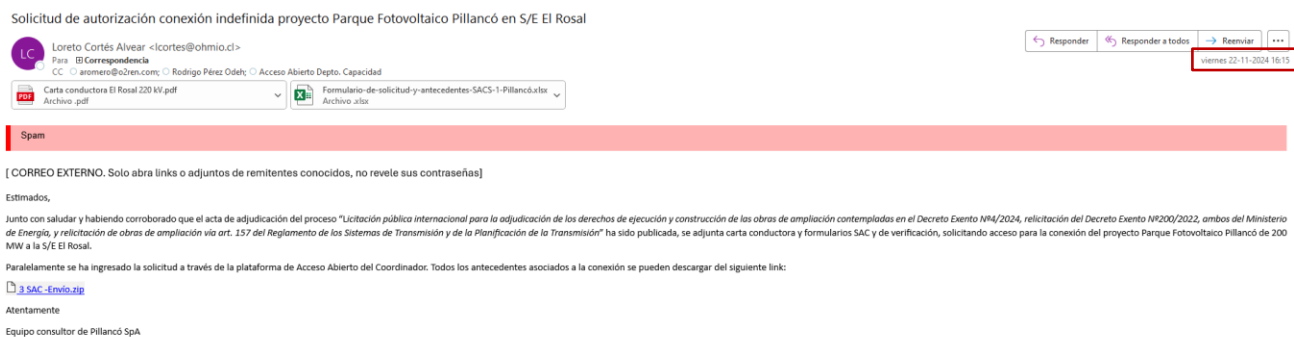 Solicitud de autorización conexión indefinida proyecto Parque Fotovoltaico Pillancó en S/E El Rosal
LC
Loreto Cortés Alvear <lcortes@ohmio.cl>
Para Correspondencia
CC aromero@o2ren.com; Rodrigo Pérez Odeh; Acceso Abierto Depto. Capacidad
Responder
Responder a todos
Reenviar
viernes 22-11-2024 16:15
PDF
Carta conductora El Rosal 220 kV.pdf
Archivo .pdf
Formulario-de-solicitud-y-antecedentes-SACS-1-Pillancó.xlsx
Archivo .xlsx
Spam
[ CORREO EXTERNO. Solo abra links o adjuntos de remitentes conocidos, no revele sus contraseñas]
Estimados,
Junto con saludar y habiendo corroborado que el acta de adjudicación del proceso “Licitación pública internacional para la adjudicación de los derechos de ejecución y construcción de las obras de ampliación contempladas en el Decreto Exento Nº4/2024, relicitación del Decreto Exento Nº200/2022, ambos del Ministerio
de Energía, y relicitación de obras de ampliación vía art. 157 del Reglamento de los Sistemas de Transmisión y de la Planificación de la Transmisión” ha sido publicada, se adjunta carta conductora y formularios SAC y de verificación, solicitando acceso para la conexión del proyecto Parque Fotovoltaico Pillancó de 200
MW a la S/E El Rosal.
Paralelamente se ha ingresado la solicitud a través de la plataforma de Acceso Abierto del Coordinador. Todos los antecedentes asociados a la conexión se pueden descargar del siguiente link:
3 SAC -Envío.zip
Atentamente
Equipo consultor de Pillancó SpA